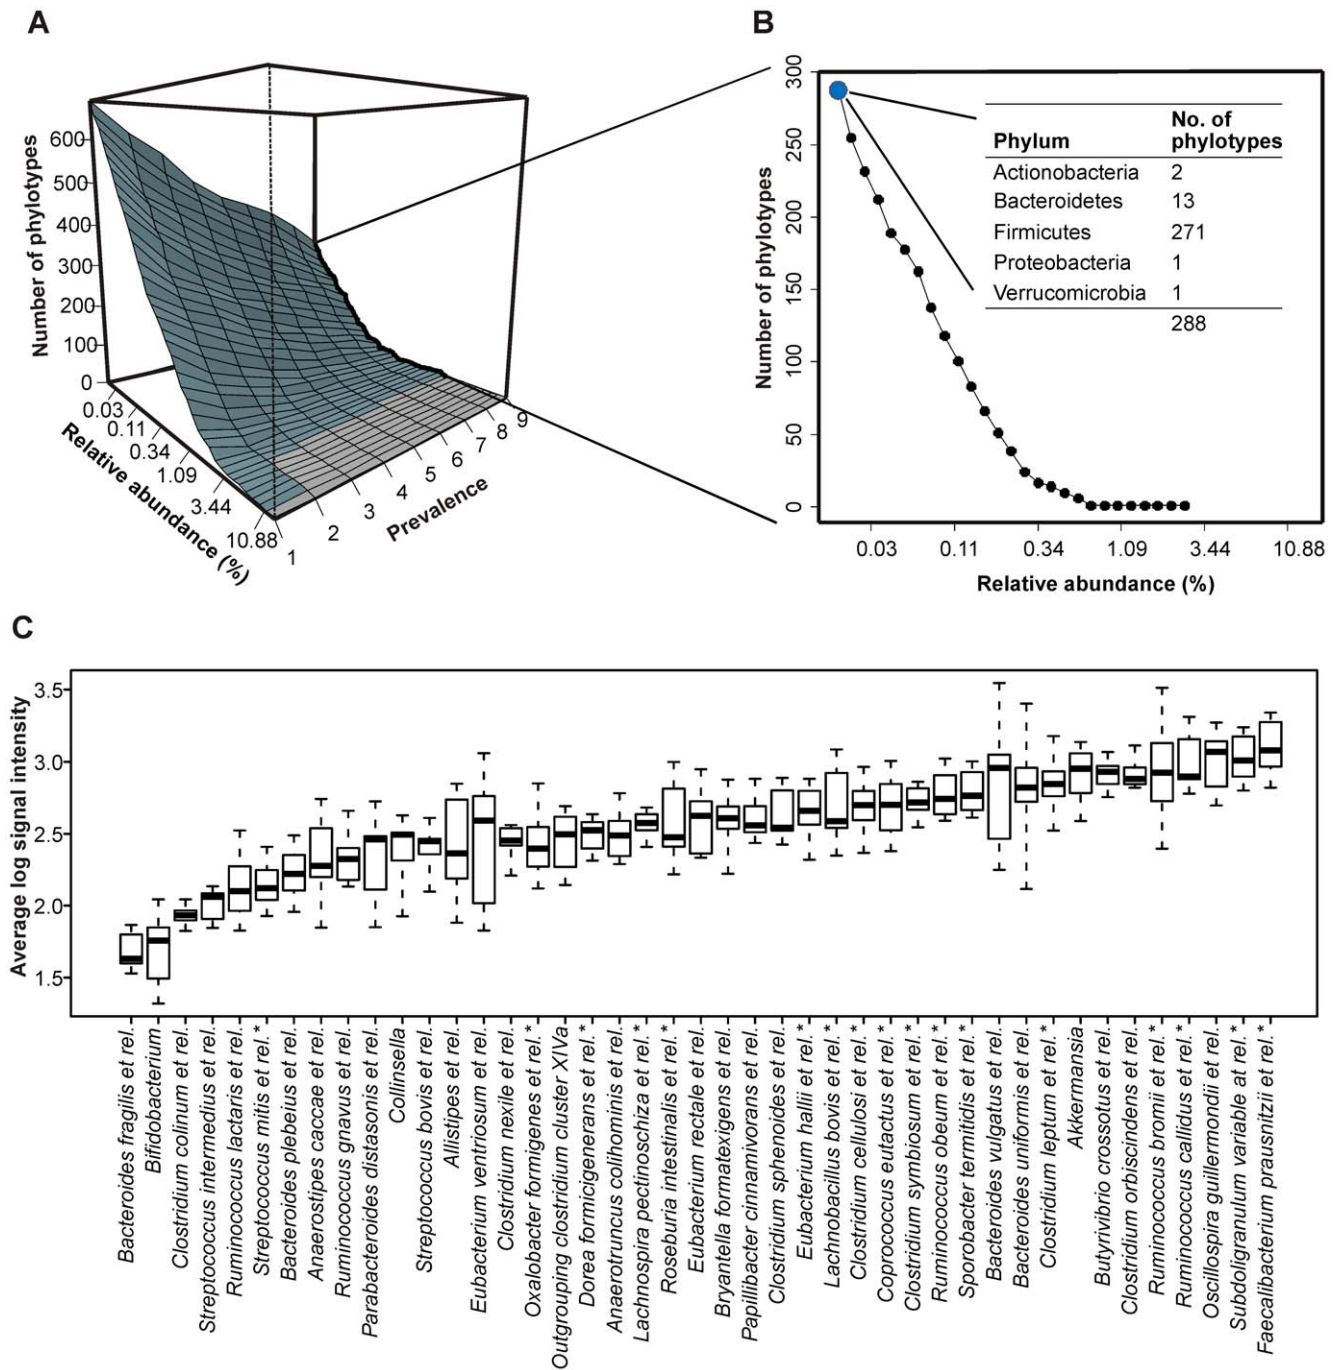 A
Number of phylotypes
600
500
400
300
200
100
0
0.03
0.11
0.34
1.09
3.44
10.88
Relative abundance (%)
1
2
3
4
5
6
7
8
9
Prevalence
B
Number of phylotypes
300
250
200
150
100
50
0
No. of
Phylum phylotypes
Actionobacteria 2
Bacteroidetes 13
Firmicutes 271
Proteobacteria 1
Verrucomicrobia 1
288
0.03 0.11 0.34 1.09 3.44 10.88
Relative abundance (%)
C
Average log signal intensity
3.5
3.0
2.5
2.0
1.5
Bacteroides fragilis et rel.
Bifidobacterium
Clostridium colinum et rel.
Streptococcus intermedius et rel.
Ruminococcus lactaris et rel.
Streptococcus mitis et rel.*
Bacteroides plebeius et rel.
Anaerostipes caccae et rel.
Ruminococcus gnavus et rel.
Parabacteroides distasonis et rel.
Collinsella
Streptococcus bovis et rel.
Allistipes et rel.
Eubacterium ventriosum et rel.
Clostridium nexile et rel.
Oxalobacter formigenes et rel.*
Outgrouping clostridium cluster XIVa
Dorea formicigenerans et rel.*
Anaerotruncus colihominis et rel.
Lachnospira pectinoschiza et rel.*
Roseburia intestinalis et rel.*
Eubacterium rectale et rel.
Bryantella formatexigens et rel.
Papillibacter cinnamivorans et rel.
Clostridium sphenoides et rel.
Eubacterium hallii et rel.*
Lachnobacillus bovis et rel.*
Clostridium cellulosi et rel.*
Coprococcus eutactus et rel.*
Clostridium symbiosum et rel.*
Ruminococcus obeum et rel.*
Sporobacter termitidis et rel.*
Bacteroides vulgatus et rel.
Bacteroides uniformis et rel.
Clostridium leptum et rel.*
Akkermansia
Butyrivibrio crossotus et rel.
Clostridium orbiscindens et rel.
Ruminococcus bromii et rel.*
Ruminococcus callidus et rel.*
Oscillospira guillermondii et rel.
Subdoligranulum variable at rel.*
Faecalibacterium prausnitzii et rel.*